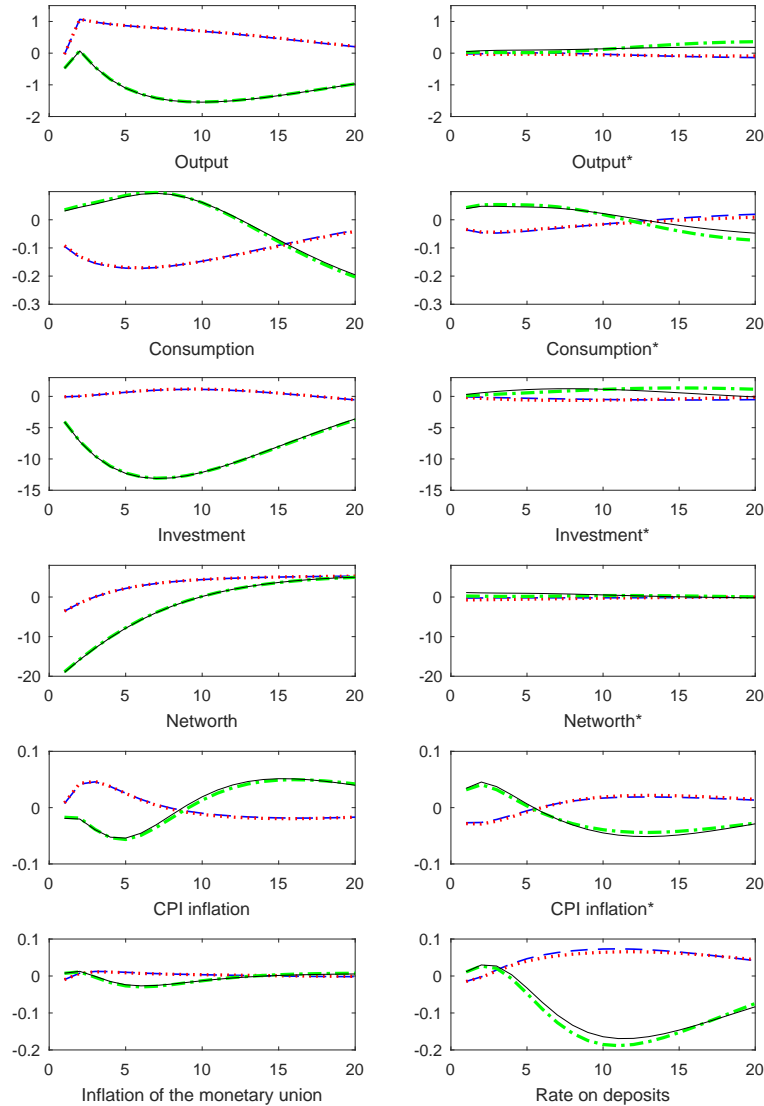 1
0
-1
-2
0 5 10 15 20
Output
1
0
-1
-2
0 5 10 15 20
Output*
0
-0.1
-0.2
-0.3
0 5 10 15 20
Consumption
0
-0.1
-0.2
-0.3
0 5 10 15 20
Consumption*
0
-5
-10
-15
0 5 10 15 20
Investment
0
-5
-10
-15
0 5 10 15 20
Investment*
0
-10
-20
0 5 10 15 20
Networth
0
-10
-20
0 5 10 15 20
Networth*
0.1
0
-0.1
0 5 10 15 20
CPI inflation
0.1
0
-0.1
0 5 10 15 20
CPI inflation*
0.1
0
-0.1
-0.2
0 5 10 15 20
Inflation of the monetary union
0.1
0
-0.1
-0.2
0 5 10 15 20
Rate on deposits